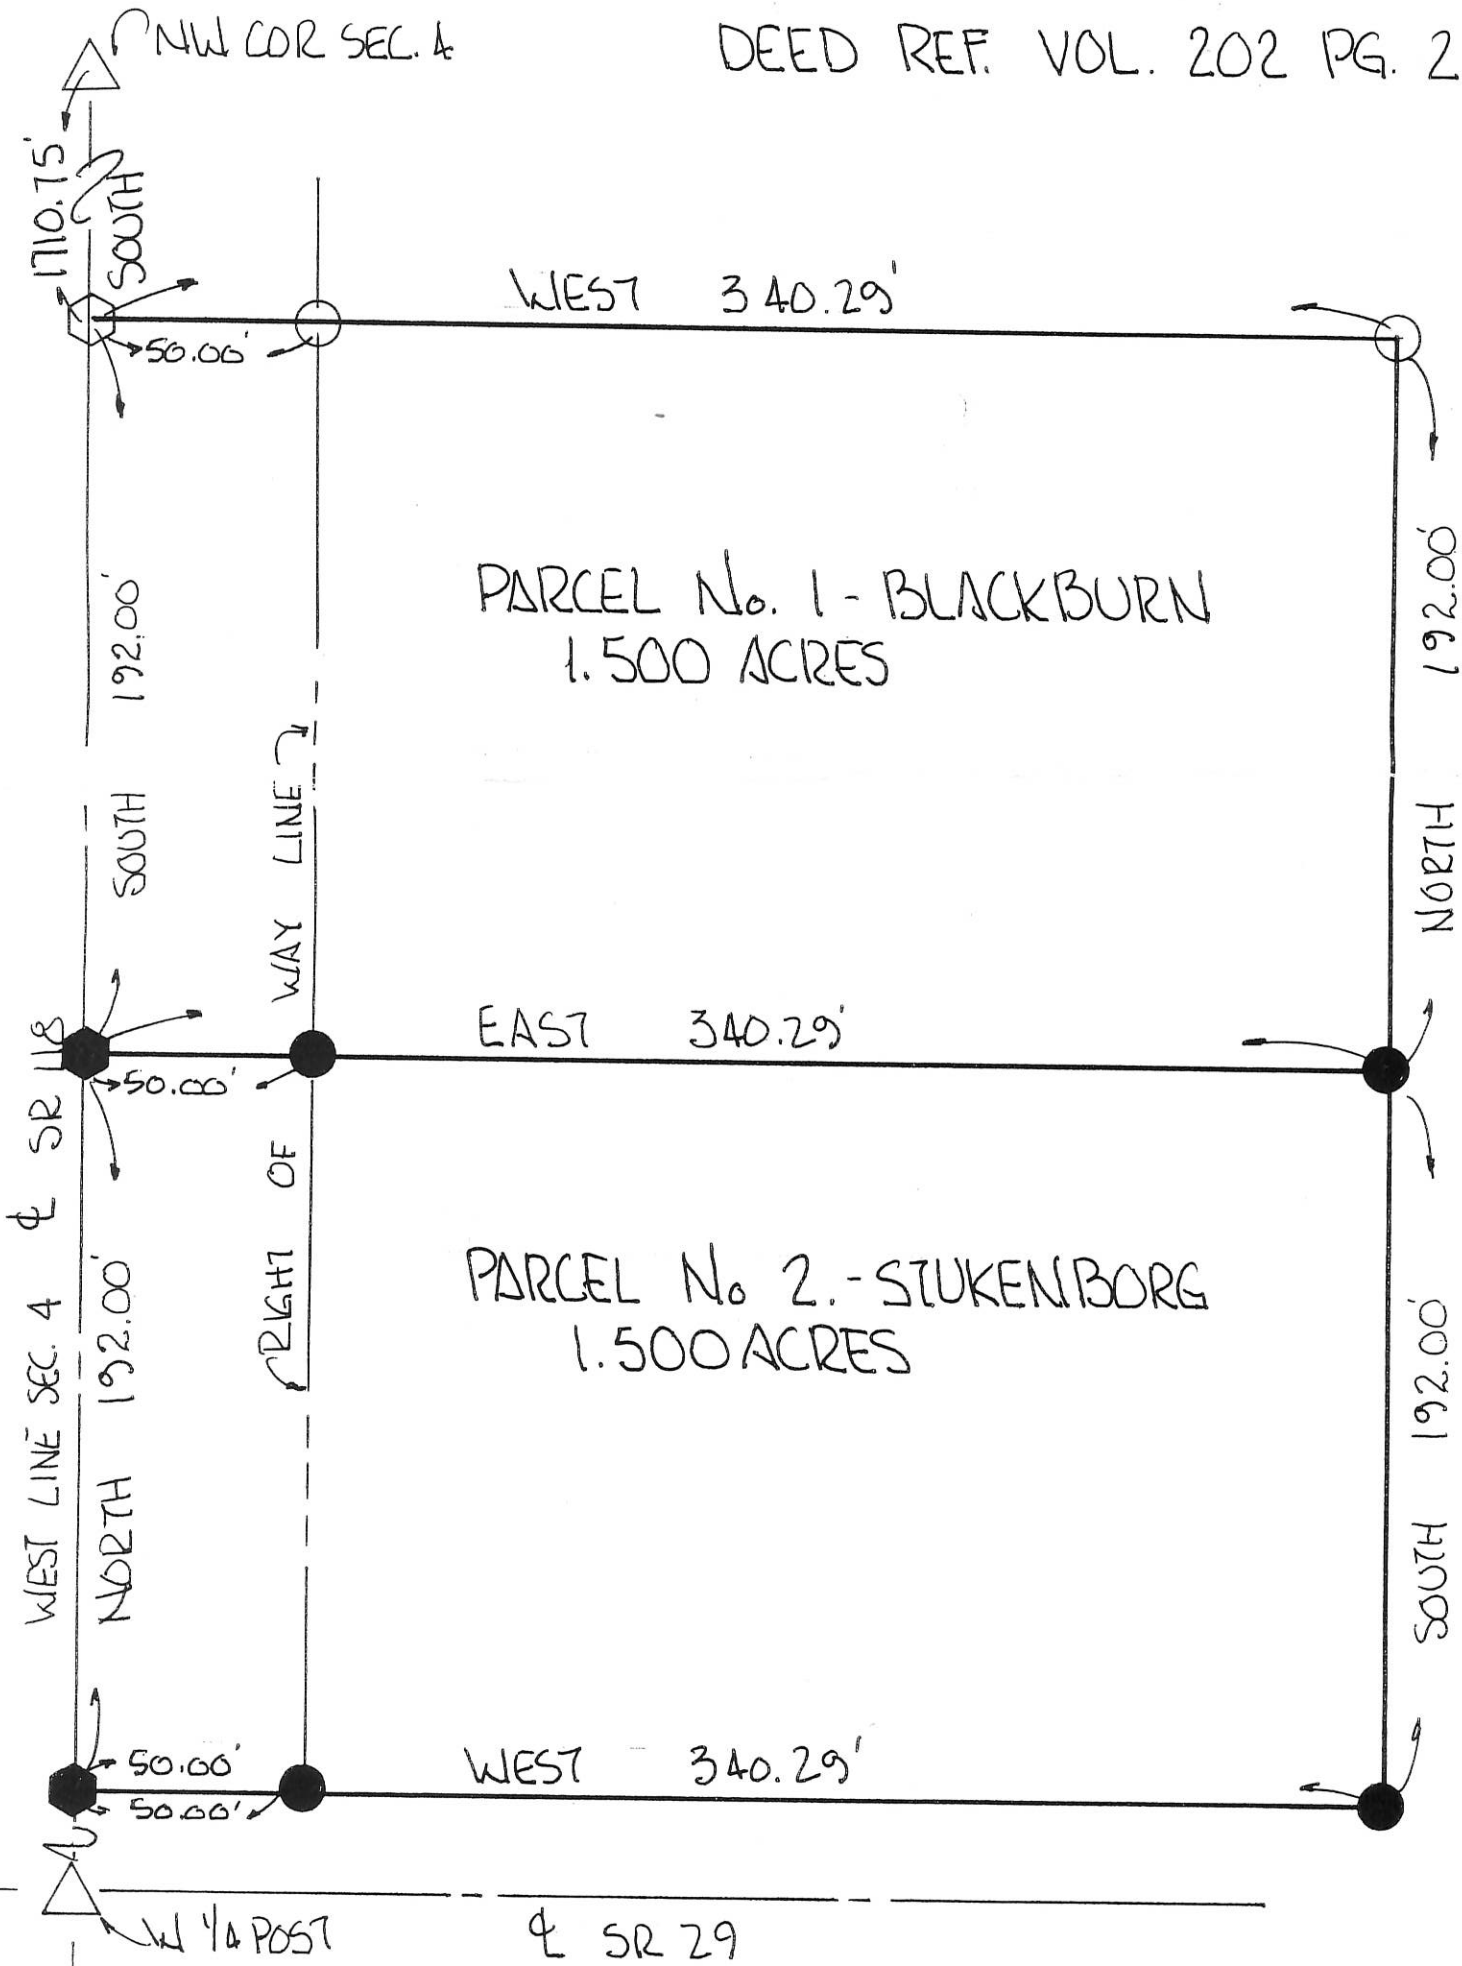 NW COR SEC. 4
DEED REF. VOL. 202 PG. 2
1710.75'
SOUTH
WEST 340.29'
50.00'
192.00'
SOUTH
PARCEL No. 1 - BLACKBURN
1.500 ACRES
192.00'
NORTH
RIGHT OF WAY LINE
EAST 340.29'
50.00'
WEST LINE SEC. 4 ℄ SR 118
NORTH 192.00'
PARCEL No 2. - STUKENBORG
1.500 ACRES
SOUTH 192.00'
50.00'
50.00'
WEST 340.29'
W 1/4 POST
℄ SR 29